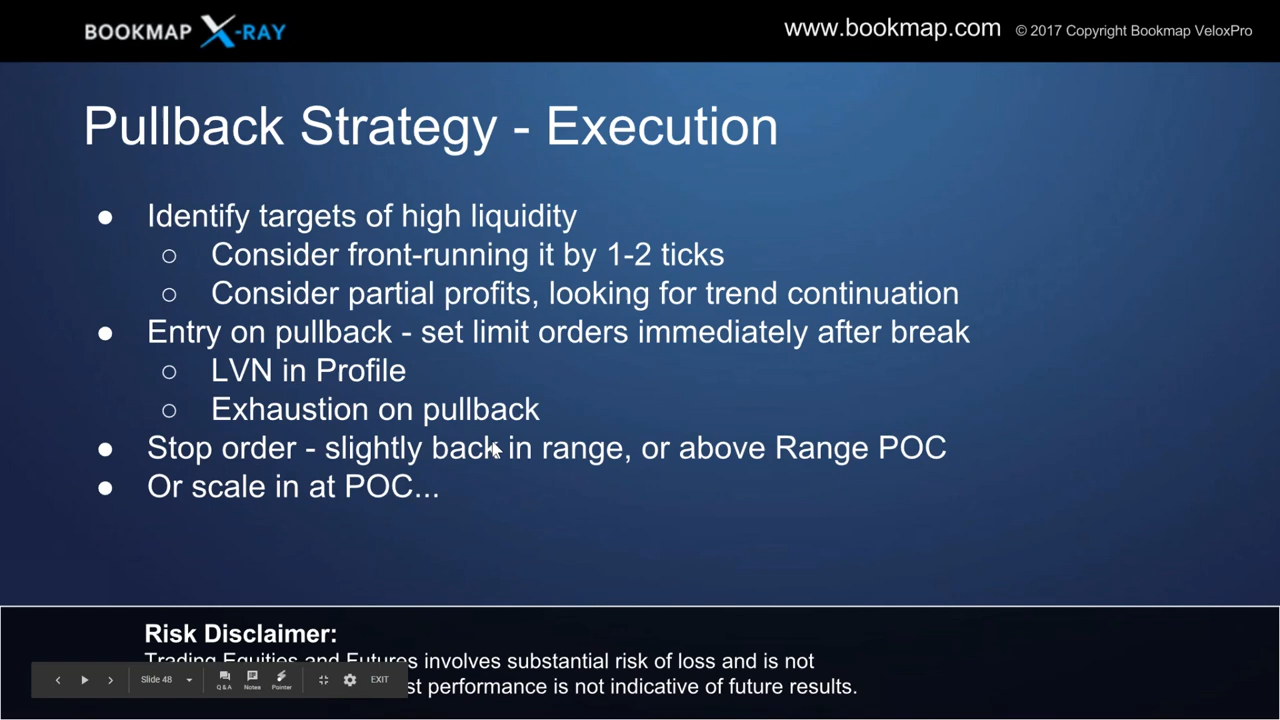 BOOKMAP X-RAY
www.bookmap.com © 2017 Copyright Bookmap VeloxPro
Pullback Strategy - Execution
● Identify targets of high liquidity
○ Consider front-running it by 1-2 ticks
○ Consider partial profits, looking for trend continuation
● Entry on pullback - set limit orders immediately after break
○ LVN in Profile
○ Exhaustion on pullback
● Stop order - slightly back in range, or above Range POC
● Or scale in at POC...
Risk Disclaimer:
Trading Equities and Futures involves substantial risk of loss and is not
performance is not indicative of future results.
Slide 48 Q & A Notes Pointer EXIT